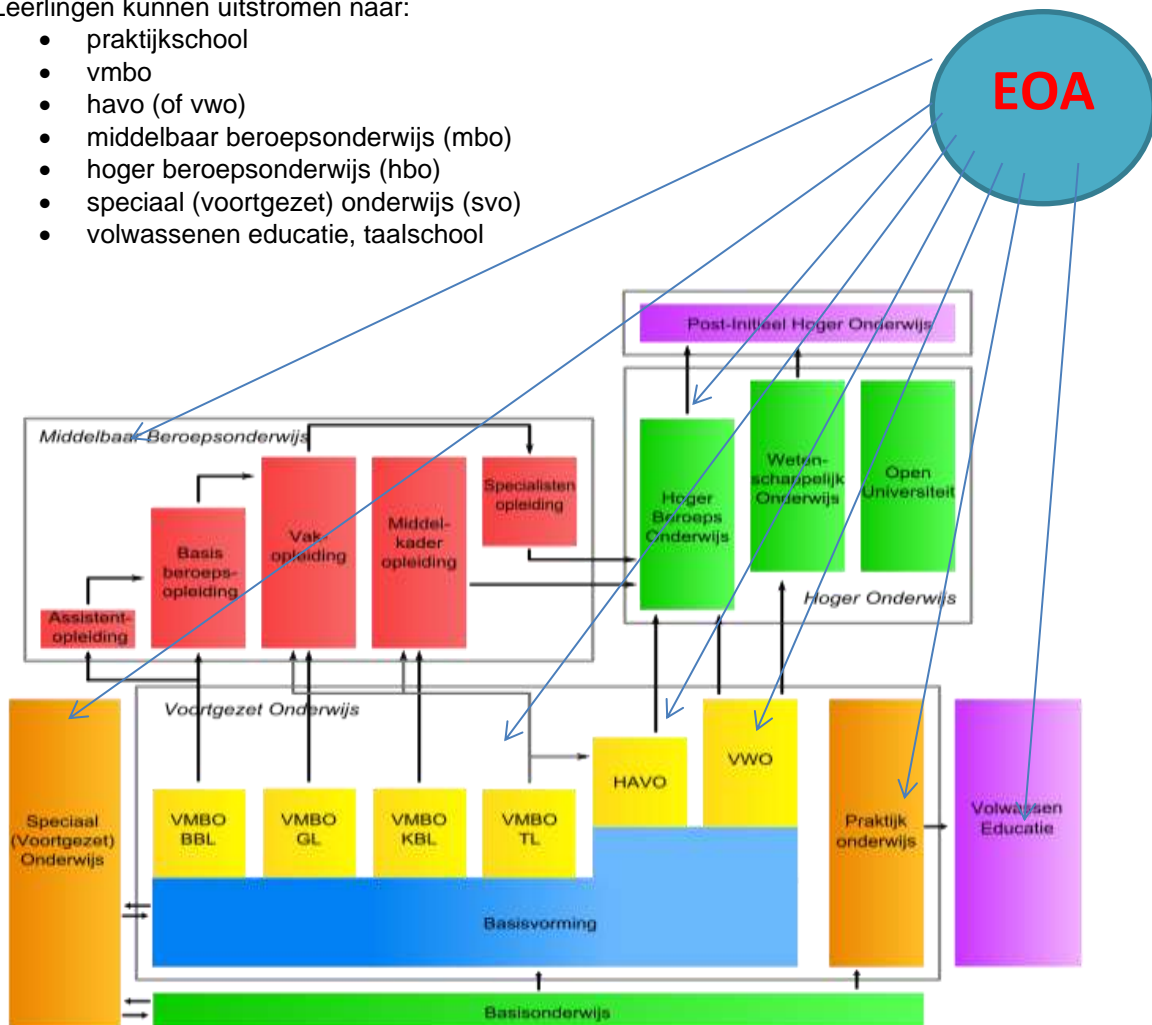 Leerlingen kunnen uitstromen naar:
• praktijkschool
• vmbo
• havo (of vwo)
• middelbaar beroepsonderwijs (mbo)
• hoger beroepsonderwijs (hbo)
• speciaal (voortgezet) onderwijs (svo)
• volwassenen educatie, taalschool
EOA
Post-Initieel Hoger Onderwijs
Middelbaar Beroepsonderwijs
Assistent-
opleiding
Basis
beroeps-
opleiding
Vak-
opleiding
Middel-
kader
opleiding
Specialisten
opleiding
Hoger
Beroeps
Onderwijs
Weten-
schappelijk
Onderwijs
Open
Universiteit
Hoger Onderwijs
Voortgezet Onderwijs
Speciaal
(Voortgezet)
Onderwijs
VMBO
BBL
VMBO
GL
VMBO
KBL
VMBO
TL
HAVO
VWO
Praktijk
onderwijs
Volwassen
Educatie
Basisvorming
Basisonderwijs